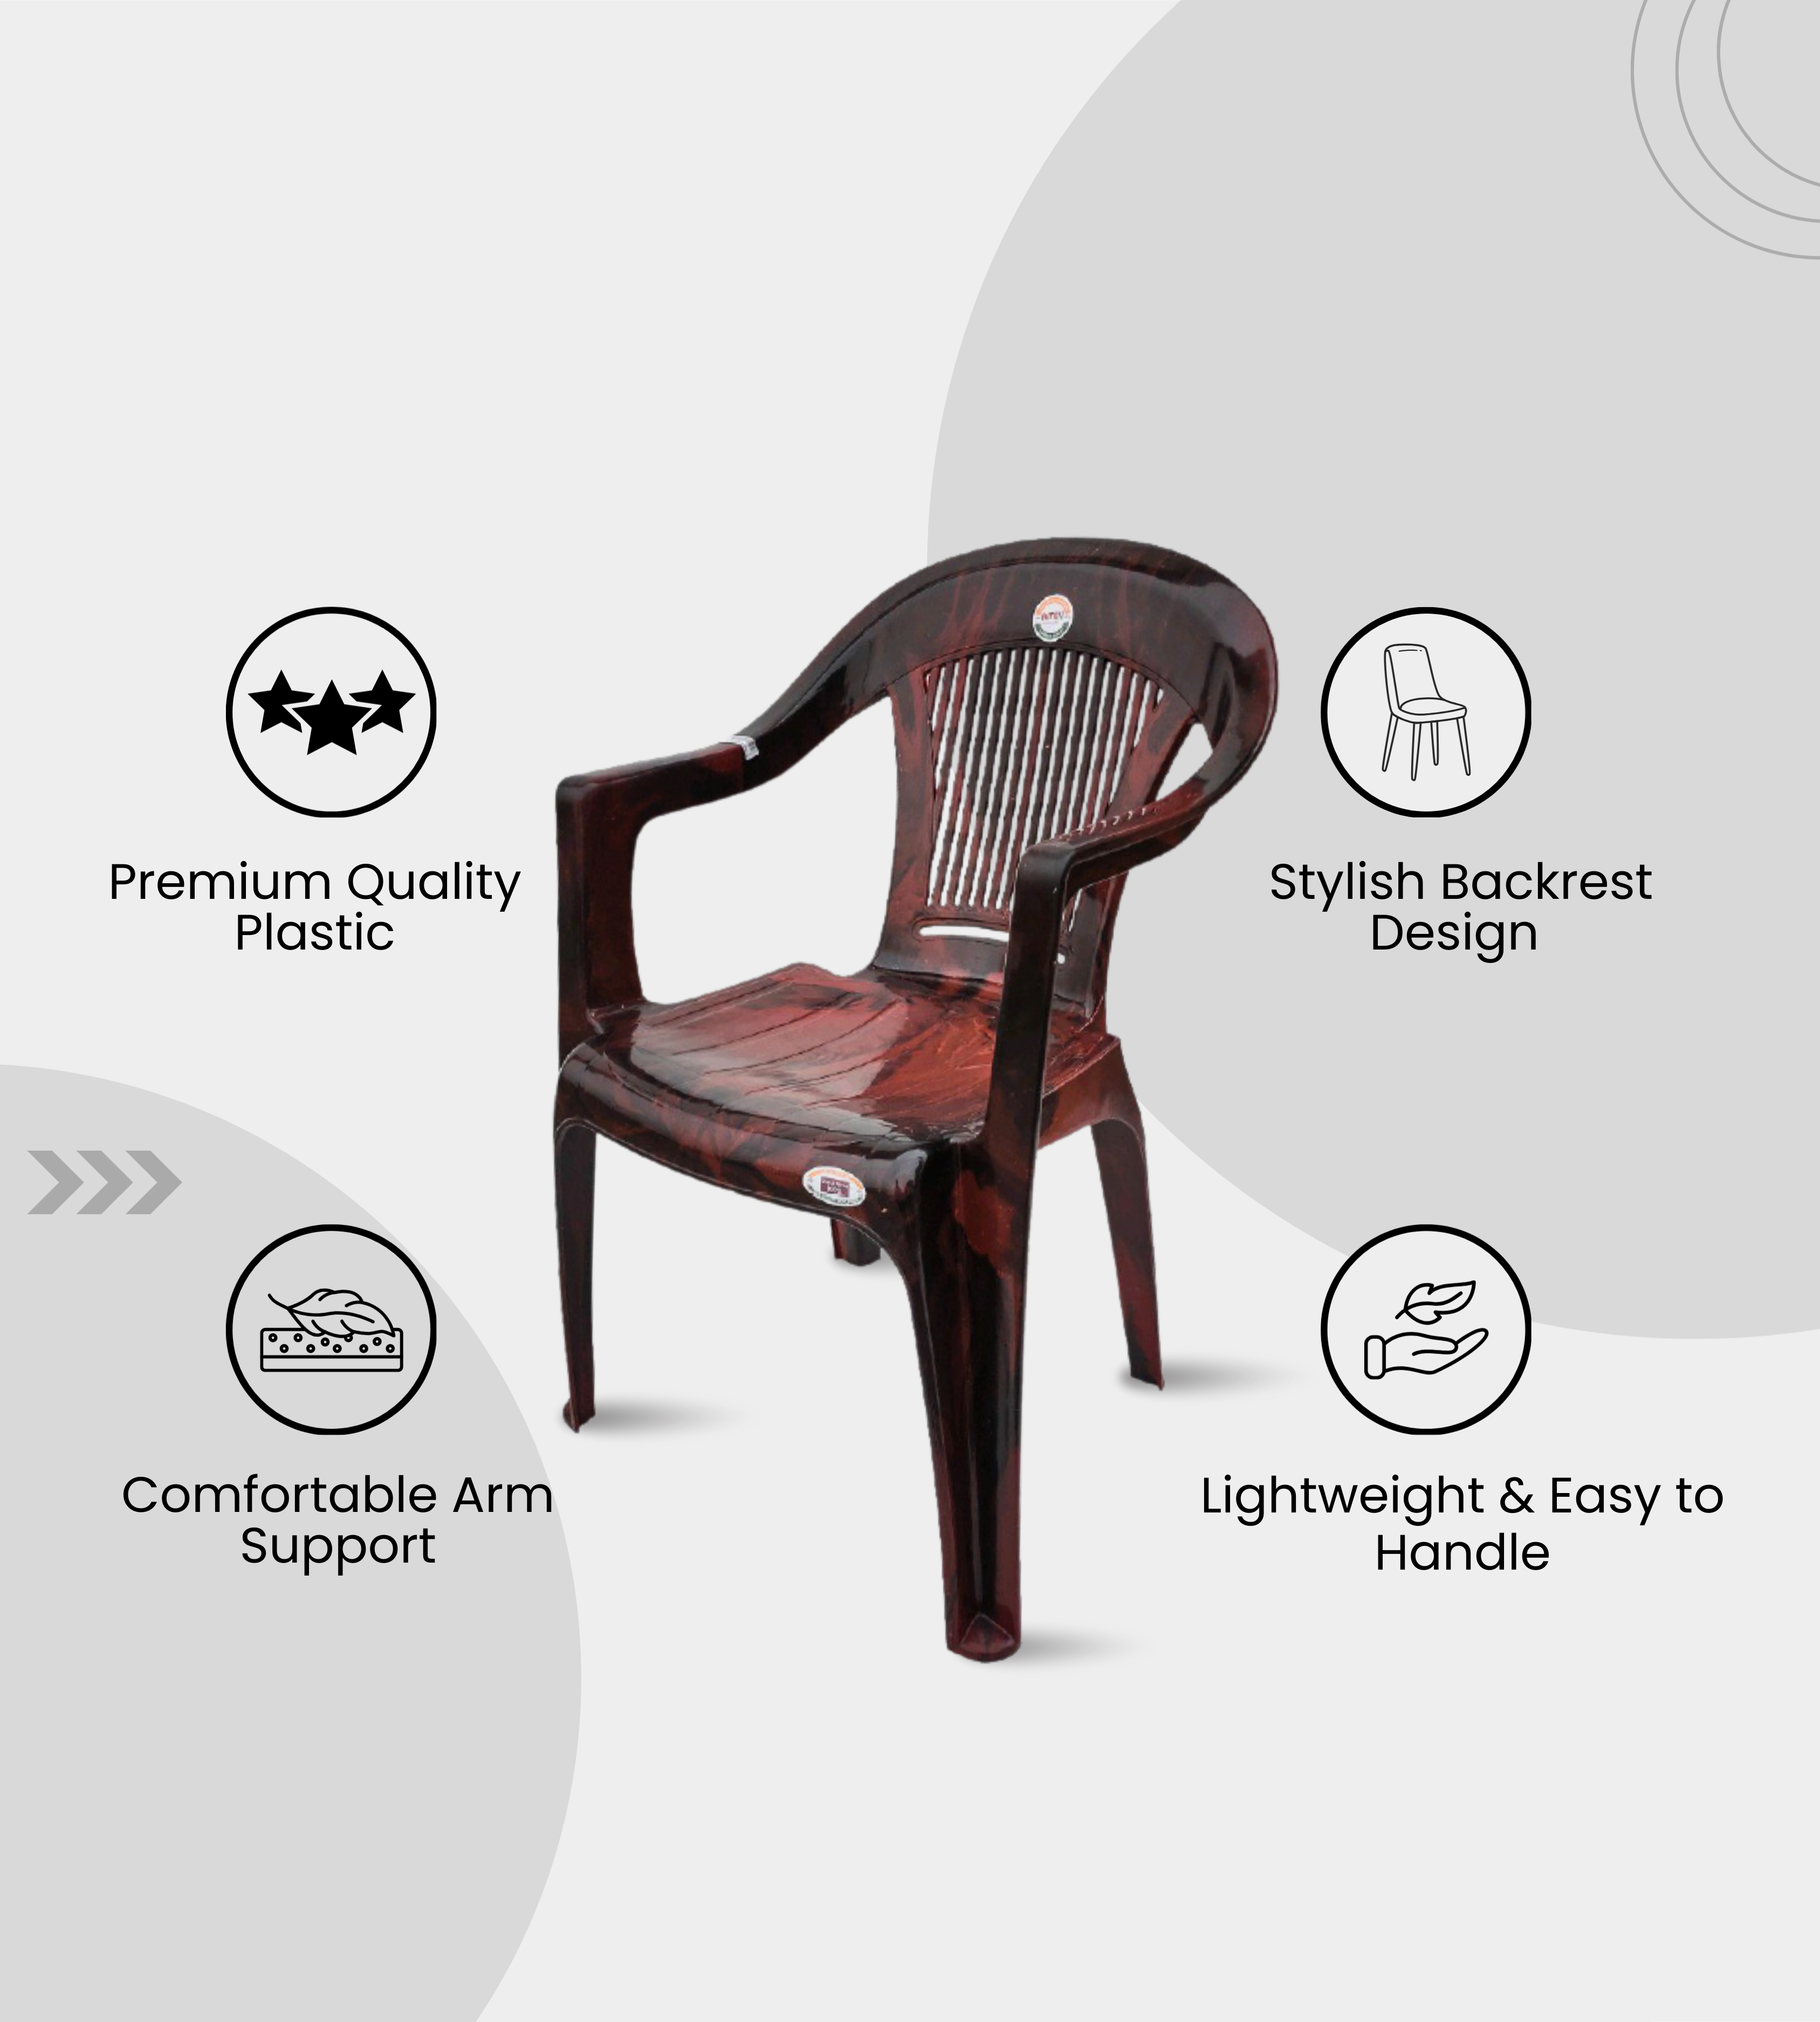 Premium Quality
Plastic
Stylish Backrest
Design
Comfortable Arm
Support
Lightweight & Easy to
Handle